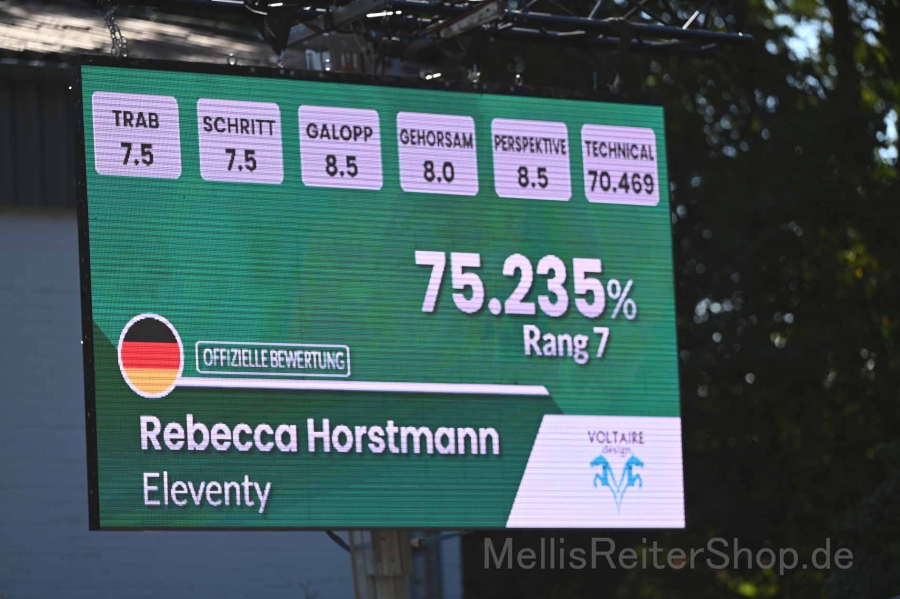 TRAB SCHRITT GALOPP GEHORSAM PERSPEKTIVE TECHNICAL
7.5 7.5 8.5 8.0 8.5 70.469
75.235%
Rang 7
OFFIZIELLE BEWERTUNG
Rebecca Horstmann
Eleventy
VOLTAIRE
design
MellisReiterShop.de